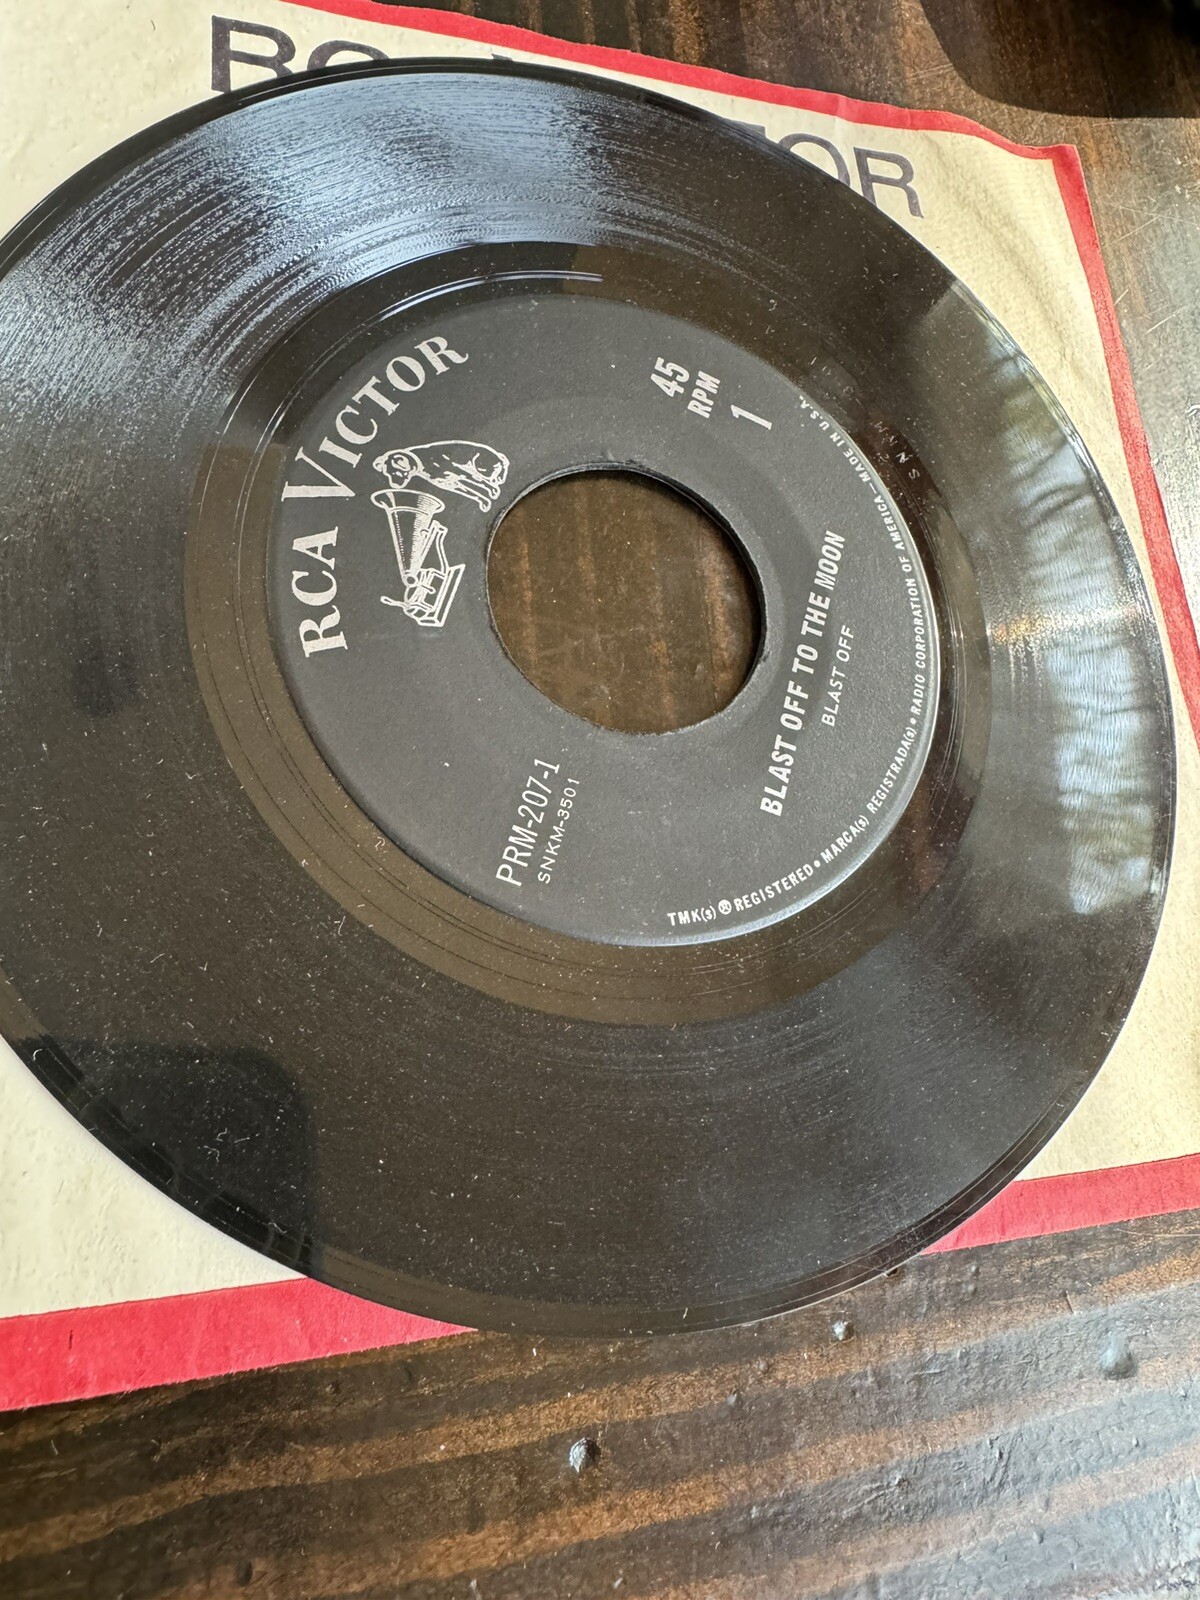 RCA VICTOR
45
RPM
1
BLAST OFF TO THE MOON
BLAST OFF
PRM-207-1
SNKM-3501
TMK(s) ® REGISTERED • MARCA(s) REGISTRADA(s) • RADIO CORPORATION OF AMERICA – MADE IN U.S.A.